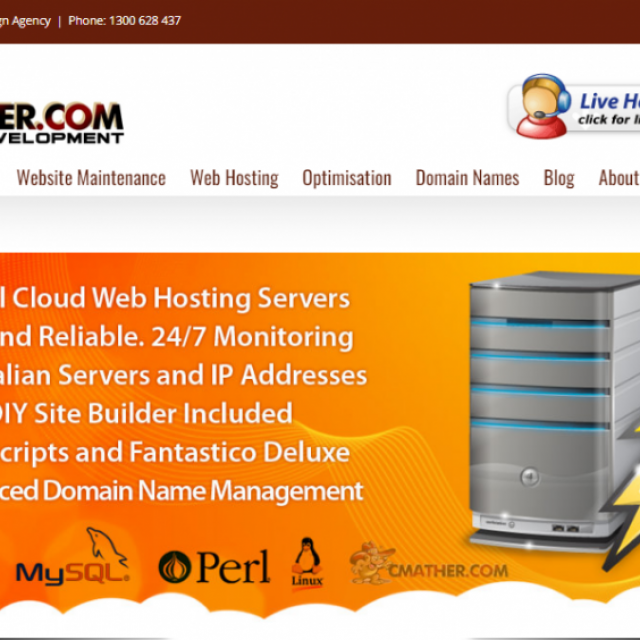 gn Agency | Phone: 1300 628 437
ER.COM
VELOPMENT
Live H
click for li
Website Maintenance Web Hosting Optimisation Domain Names Blog About
l Cloud Web Hosting Servers
nd Reliable. 24/7 Monitoring
alian Servers and IP Addresses
DIY Site Builder Included
cripts and Fantastico Deluxe
ced Domain Name Management
MySQL Perl Linux CMATHER.COM